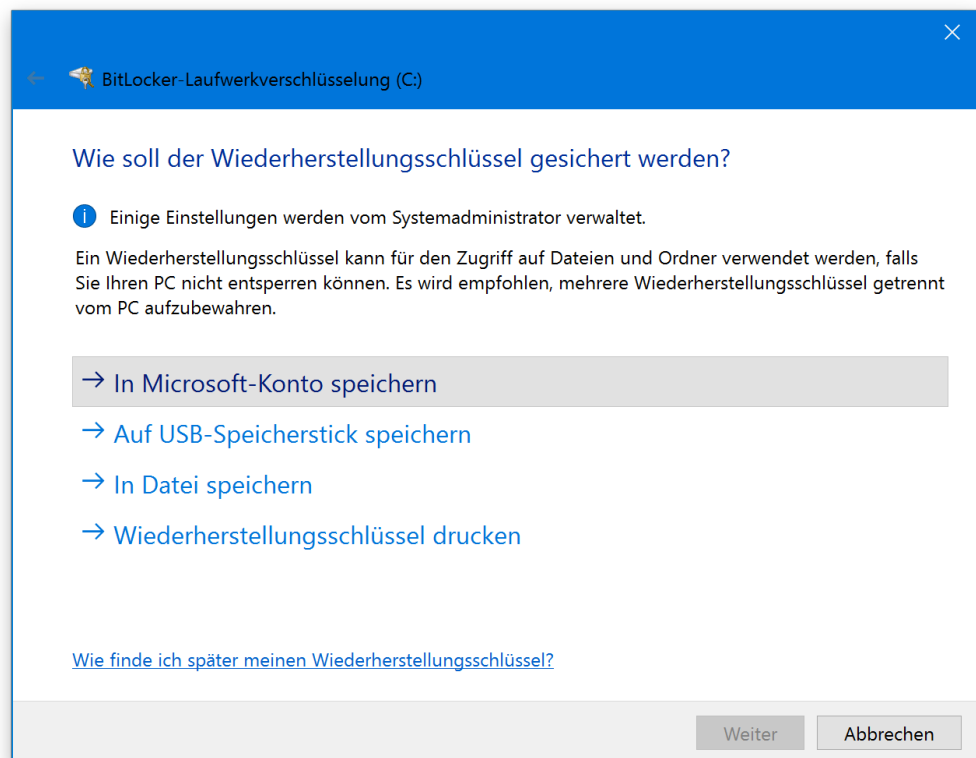 BitLocker-Laufwerkverschlüsselung (C:)
Wie soll der Wiederherstellungsschlüssel gesichert werden?
Einige Einstellungen werden vom Systemadministrator verwaltet.
Ein Wiederherstellungsschlüssel kann für den Zugriff auf Dateien und Ordner verwendet werden, falls
Sie Ihren PC nicht entsperren können. Es wird empfohlen, mehrere Wiederherstellungsschlüssel getrennt
vom PC aufzubewahren.
In Microsoft-Konto speichern
Auf USB-Speicherstick speichern
In Datei speichern
Wiederherstellungsschlüssel drucken
Wie finde ich später meinen Wiederherstellungsschlüssel?
Weiter
Abbrechen